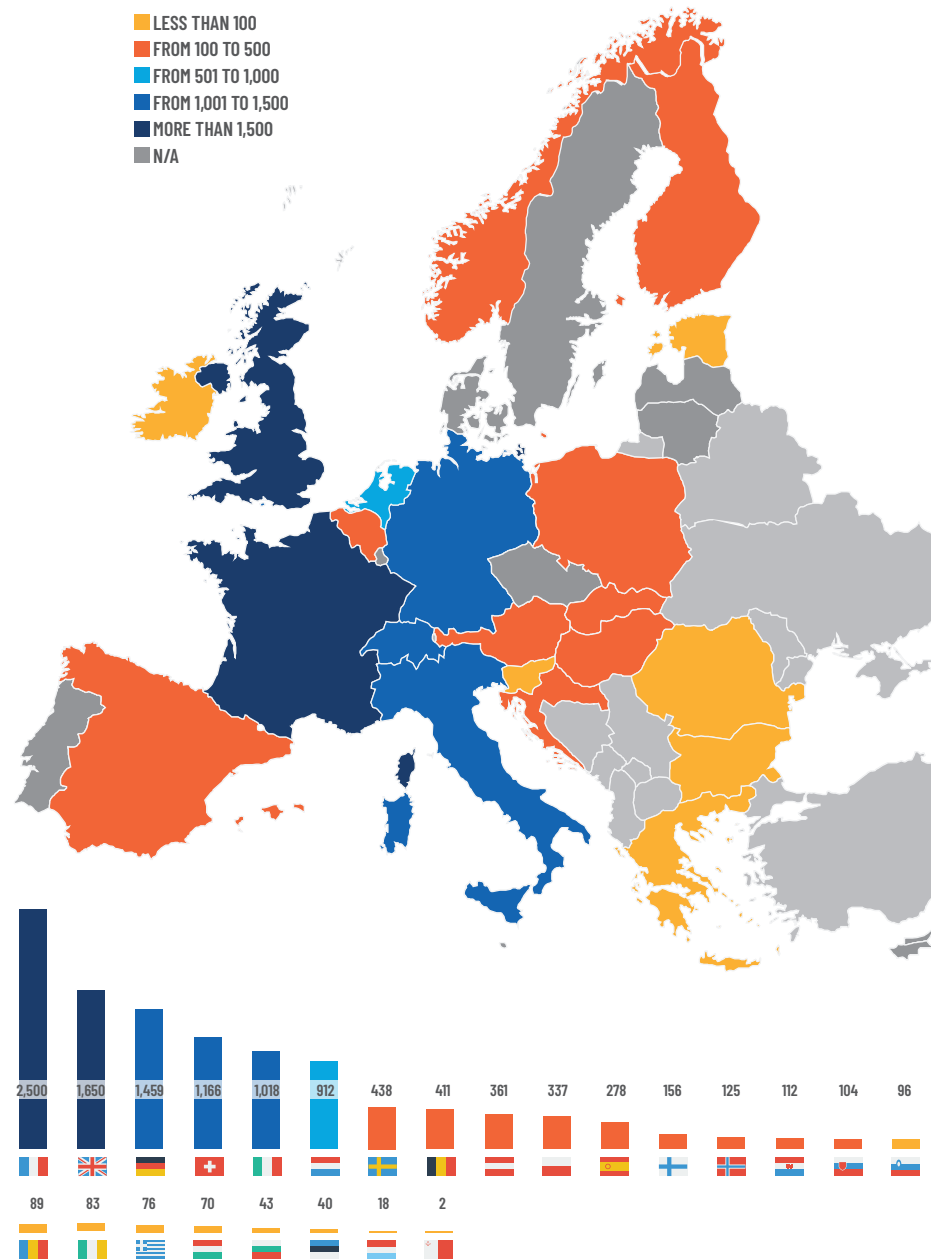 LESS THAN 100
FROM 100 TO 500
FROM 501 TO 1,000
FROM 1,001 TO 1,500
MORE THAN 1,500
N/A
2,500 1,650 1,459 1,166 1,018 912 438 411 361 337 278 156 125 112 104 96
89 83 76 70 43 40 18 2